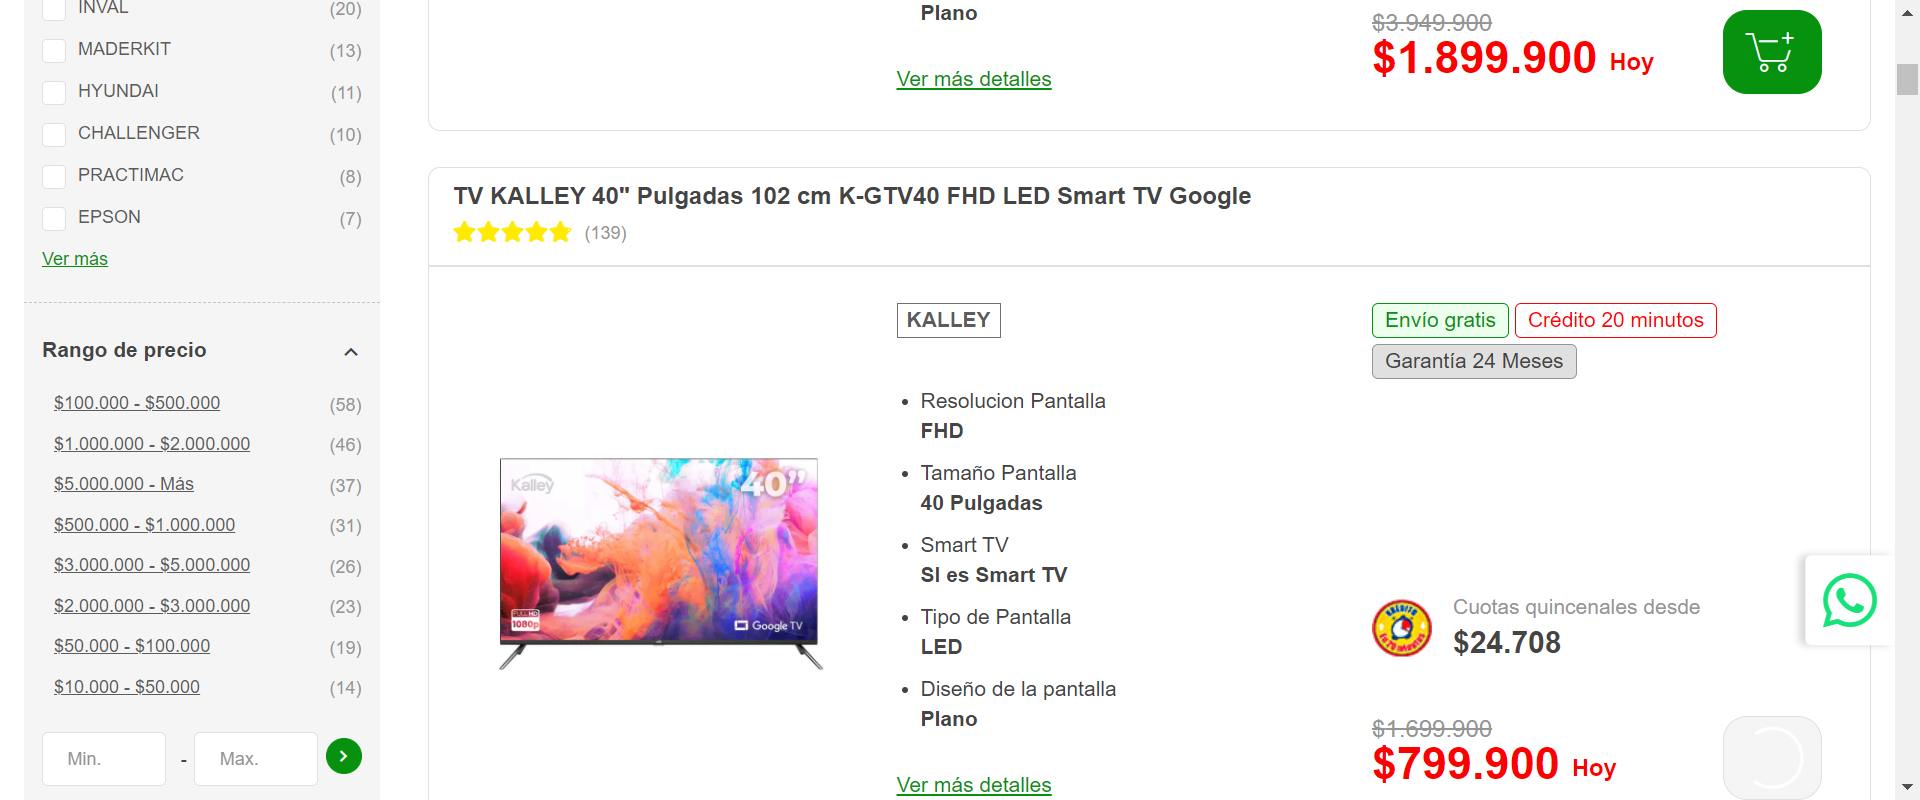 INVAL (20)
MADERKIT (13)
HYUNDAI (11)
CHALLENGER (10)
PRACTIMAC (8)
EPSON (7)
Ver más
Rango de precio
$100.000 - $500.000 (58)
$1.000.000 - $2.000.000 (46)
$5.000.000 - Más (37)
$500.000 - $1.000.000 (31)
$3.000.000 - $5.000.000 (26)
$2.000.000 - $3.000.000 (23)
$50.000 - $100.000 (19)
$10.000 - $50.000 (14)
Min. - Max.
Plano
Ver más detalles
$3.949.900
$1.899.900 Hoy
TV KALLEY 40" Pulgadas 102 cm K-GTV40 FHD LED Smart TV Google
(139)
Kalley
40”
FULL HD
1080p
Google TV
KALLEY
Resolucion Pantalla
FHD
Tamaño Pantalla
40 Pulgadas
Smart TV
SI es Smart TV
Tipo de Pantalla
LED
Diseño de la pantalla
Plano
Ver más detalles
Envío gratis
Crédito 20 minutos
Garantía 24 Meses
CRÉDITO
En 20 minutos
Cuotas quincenales desde
$24.708
$1.699.900
$799.900 Hoy